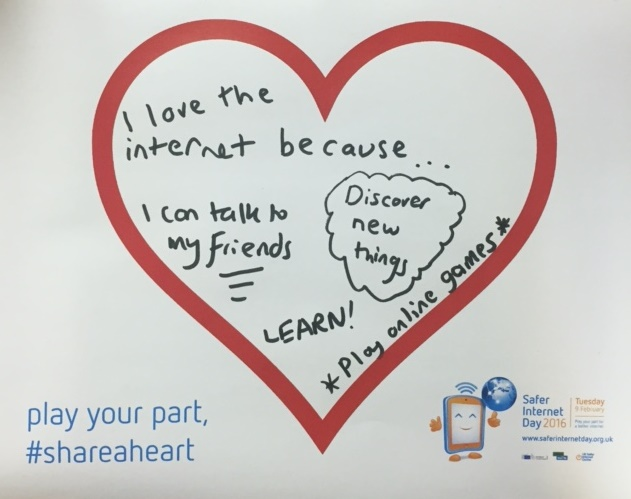 I love the
internet because...
I can talk to
my friends
Discover
new
things
LEARN!
*Play online games*
play your part,
#shareaheart
Safer
Internet
Day 2016
Tuesday
9 February
Play your part for
a better internet
www.saferinternetday.org.uk